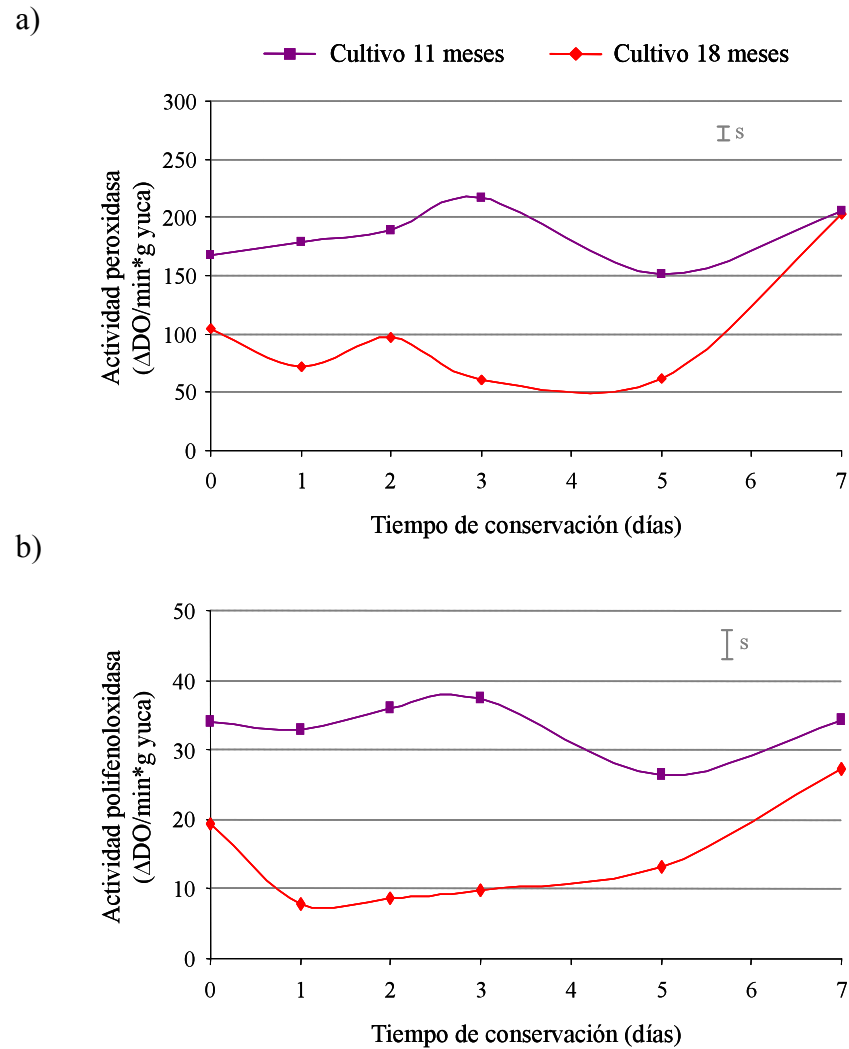 a)
Cultivo 11 meses Cultivo 18 meses
300
250
200
150
100
50
0
s
Actividad peroxidasa
(ΔDO/min*g yuca)
0 1 2 3 4 5 6 7
Tiempo de conservación (días)
b)
50
40
30
20
10
0
s
Actividad polifenoloxidasa
(ΔDO/min*g yuca)
0 1 2 3 4 5 6 7
Tiempo de conservación (días)